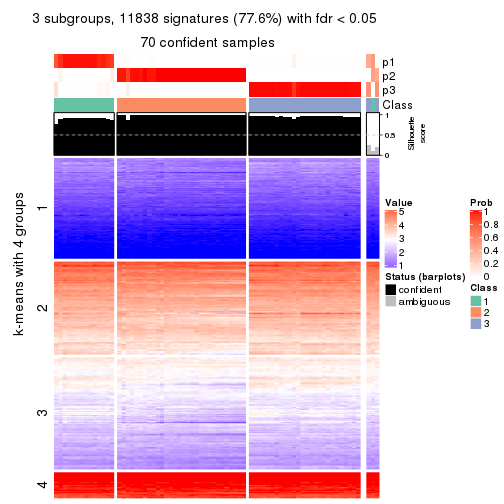 3 subgroups, 11838 signatures (77.6%) with fdr < 0.05
70 confident samples
p1
p2
p3
Class
1
0.5
0
Silhouette
score
k-means with 4 groups
1
2
3
4
Value
5
4
3
2
1
Status (barplots)
confident
ambiguous
Prob
1
0.8
0.6
0.4
0.2
0
Class
1
2
3